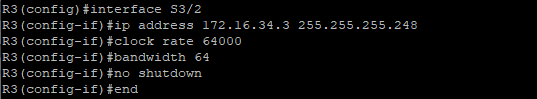 R3(config)#interface S3/2
R3(config-if)#ip address 172.16.34.3 255.255.255.248
R3(config-if)#clock rate 64000
R3(config-if)#bandwidth 64
R3(config-if)#no shutdown
R3(config-if)#end